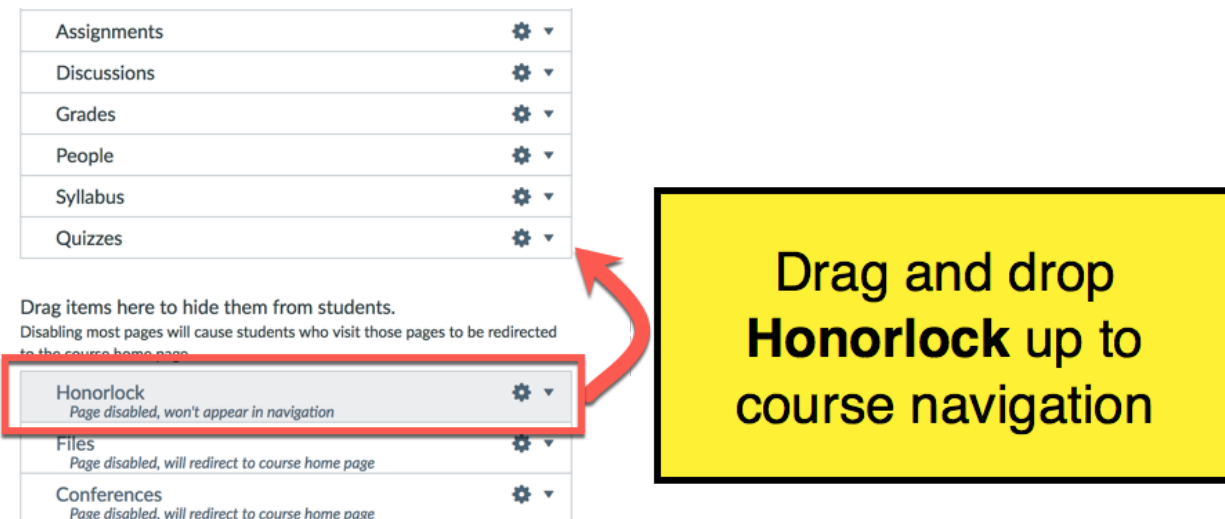 Assignments
Discussions
Grades
People
Syllabus
Quizzes
Drag items here to hide them from students.
Disabling most pages will cause students who visit those pages to be redirected
to the course home page
Honorlock
Page disabled, won't appear in navigation
Files
Page disabled, will redirect to course home page
Conferences
Page disabled, will redirect to course home page
Drag and drop
Honorlock up to
course navigation